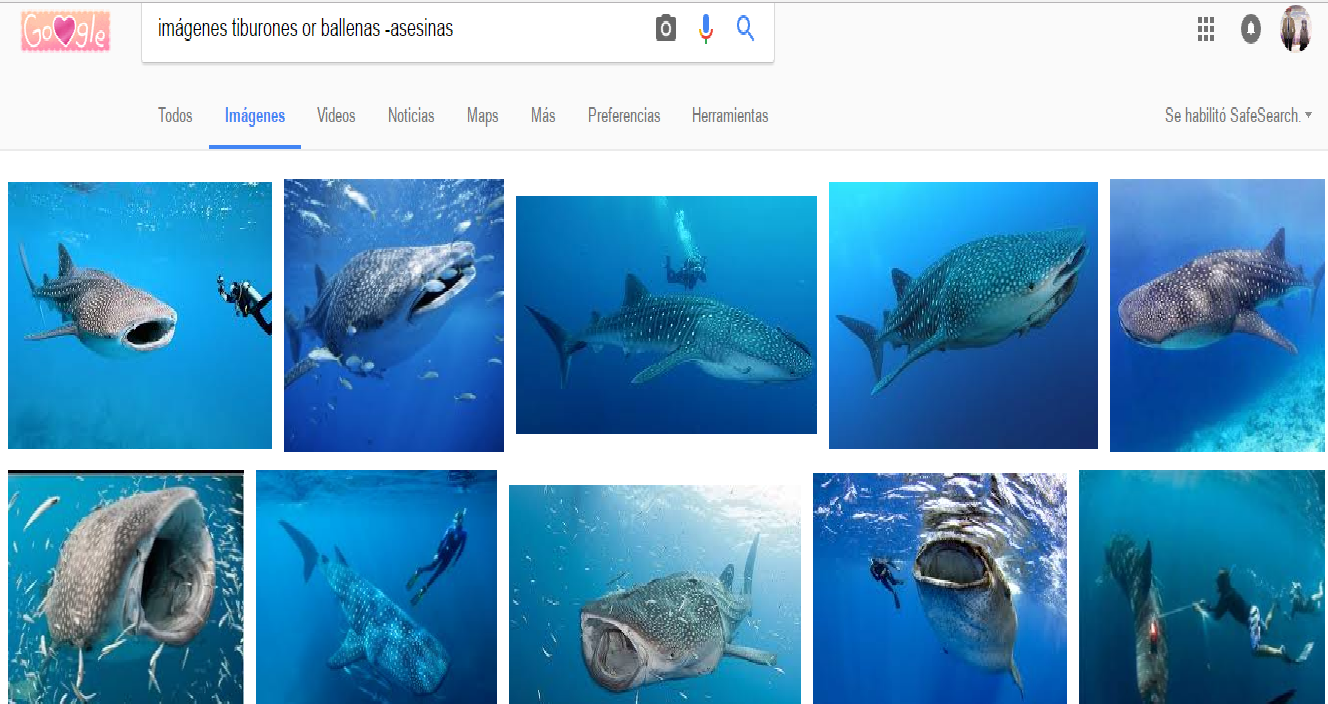 Google
imágenes tiburones or ballenas -asesinas
Todos Imágenes Videos Noticias Maps Más Preferencias Herramientas Se habilitó SafeSearch.